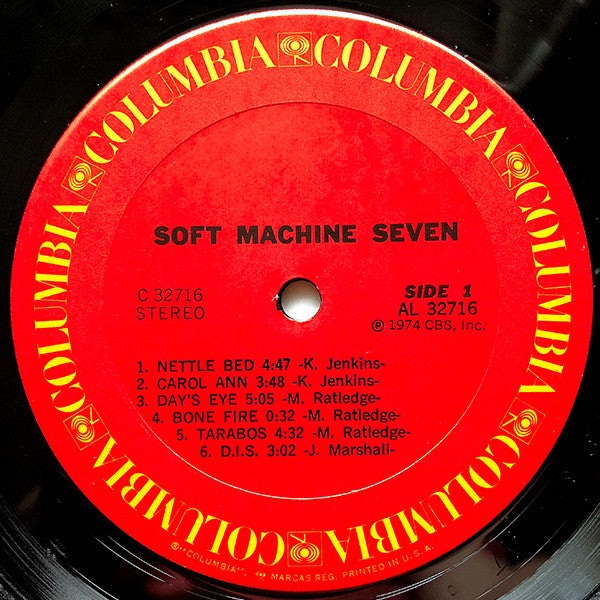 COLUMBIA COLUMBIA COLUMBIA COLUMBIA COLUMBIA COLUMBIA
SOFT MACHINE SEVEN
C 32716
STEREO
SIDE 1
AL 32716
℗ 1974 CBS, Inc.
1. NETTLE BED 4:47 -K. Jenkins-
2. CAROL ANN 3:48 -K. Jenkins-
3. DAY'S EYE 5:05 -M. Ratledge-
4. BONE FIRE 0:32 -M. Ratledge-
5. TARABOS 4:32 -M. Ratledge-
6. D.I.S. 3:02 -J. Marshall-
® "COLUMBIA", MARCAS REG. PRINTED IN U.S.A.